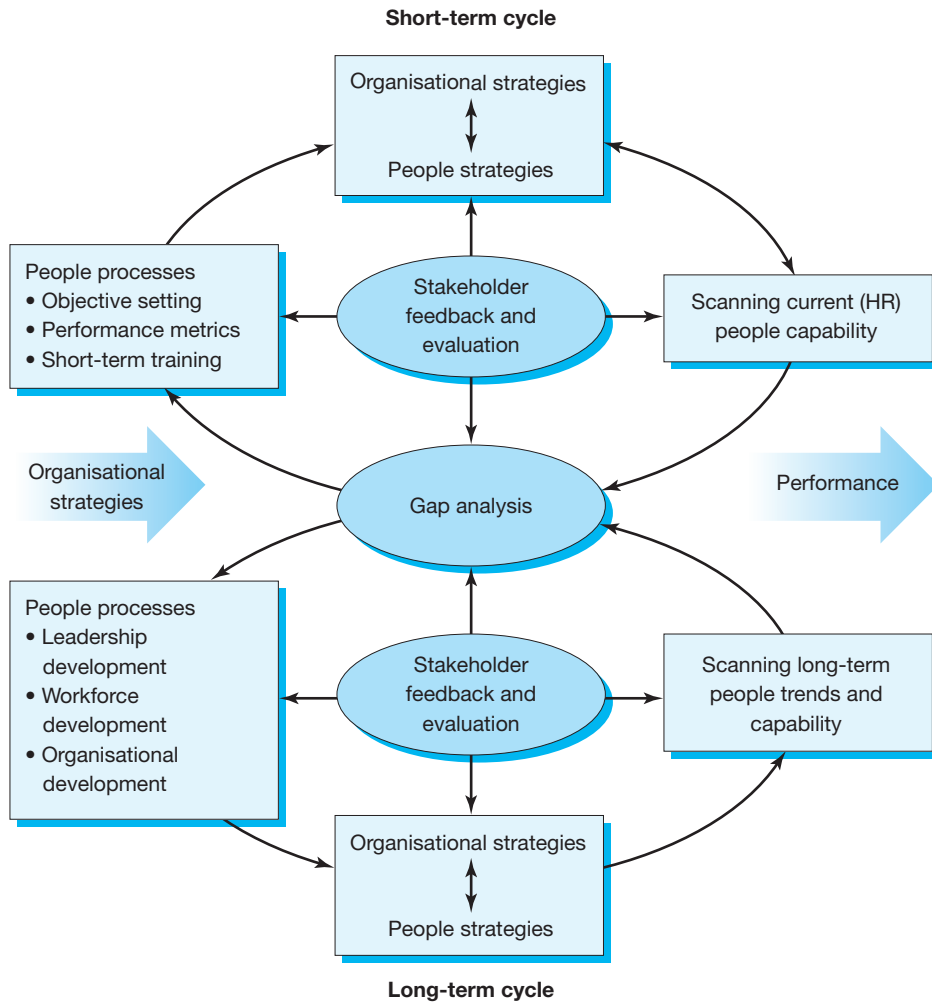 Short-term cycle
Organisational strategies
People strategies
People processes
• Objective setting
• Performance metrics
• Short-term training
Stakeholder
feedback and
evaluation
Scanning current (HR)
people capability
Organisational
strategies
Gap analysis
Performance
People processes
• Leadership
development
• Workforce
development
• Organisational
development
Stakeholder
feedback and
evaluation
Scanning long-term
people trends and
capability
Organisational strategies
People strategies
Long-term cycle